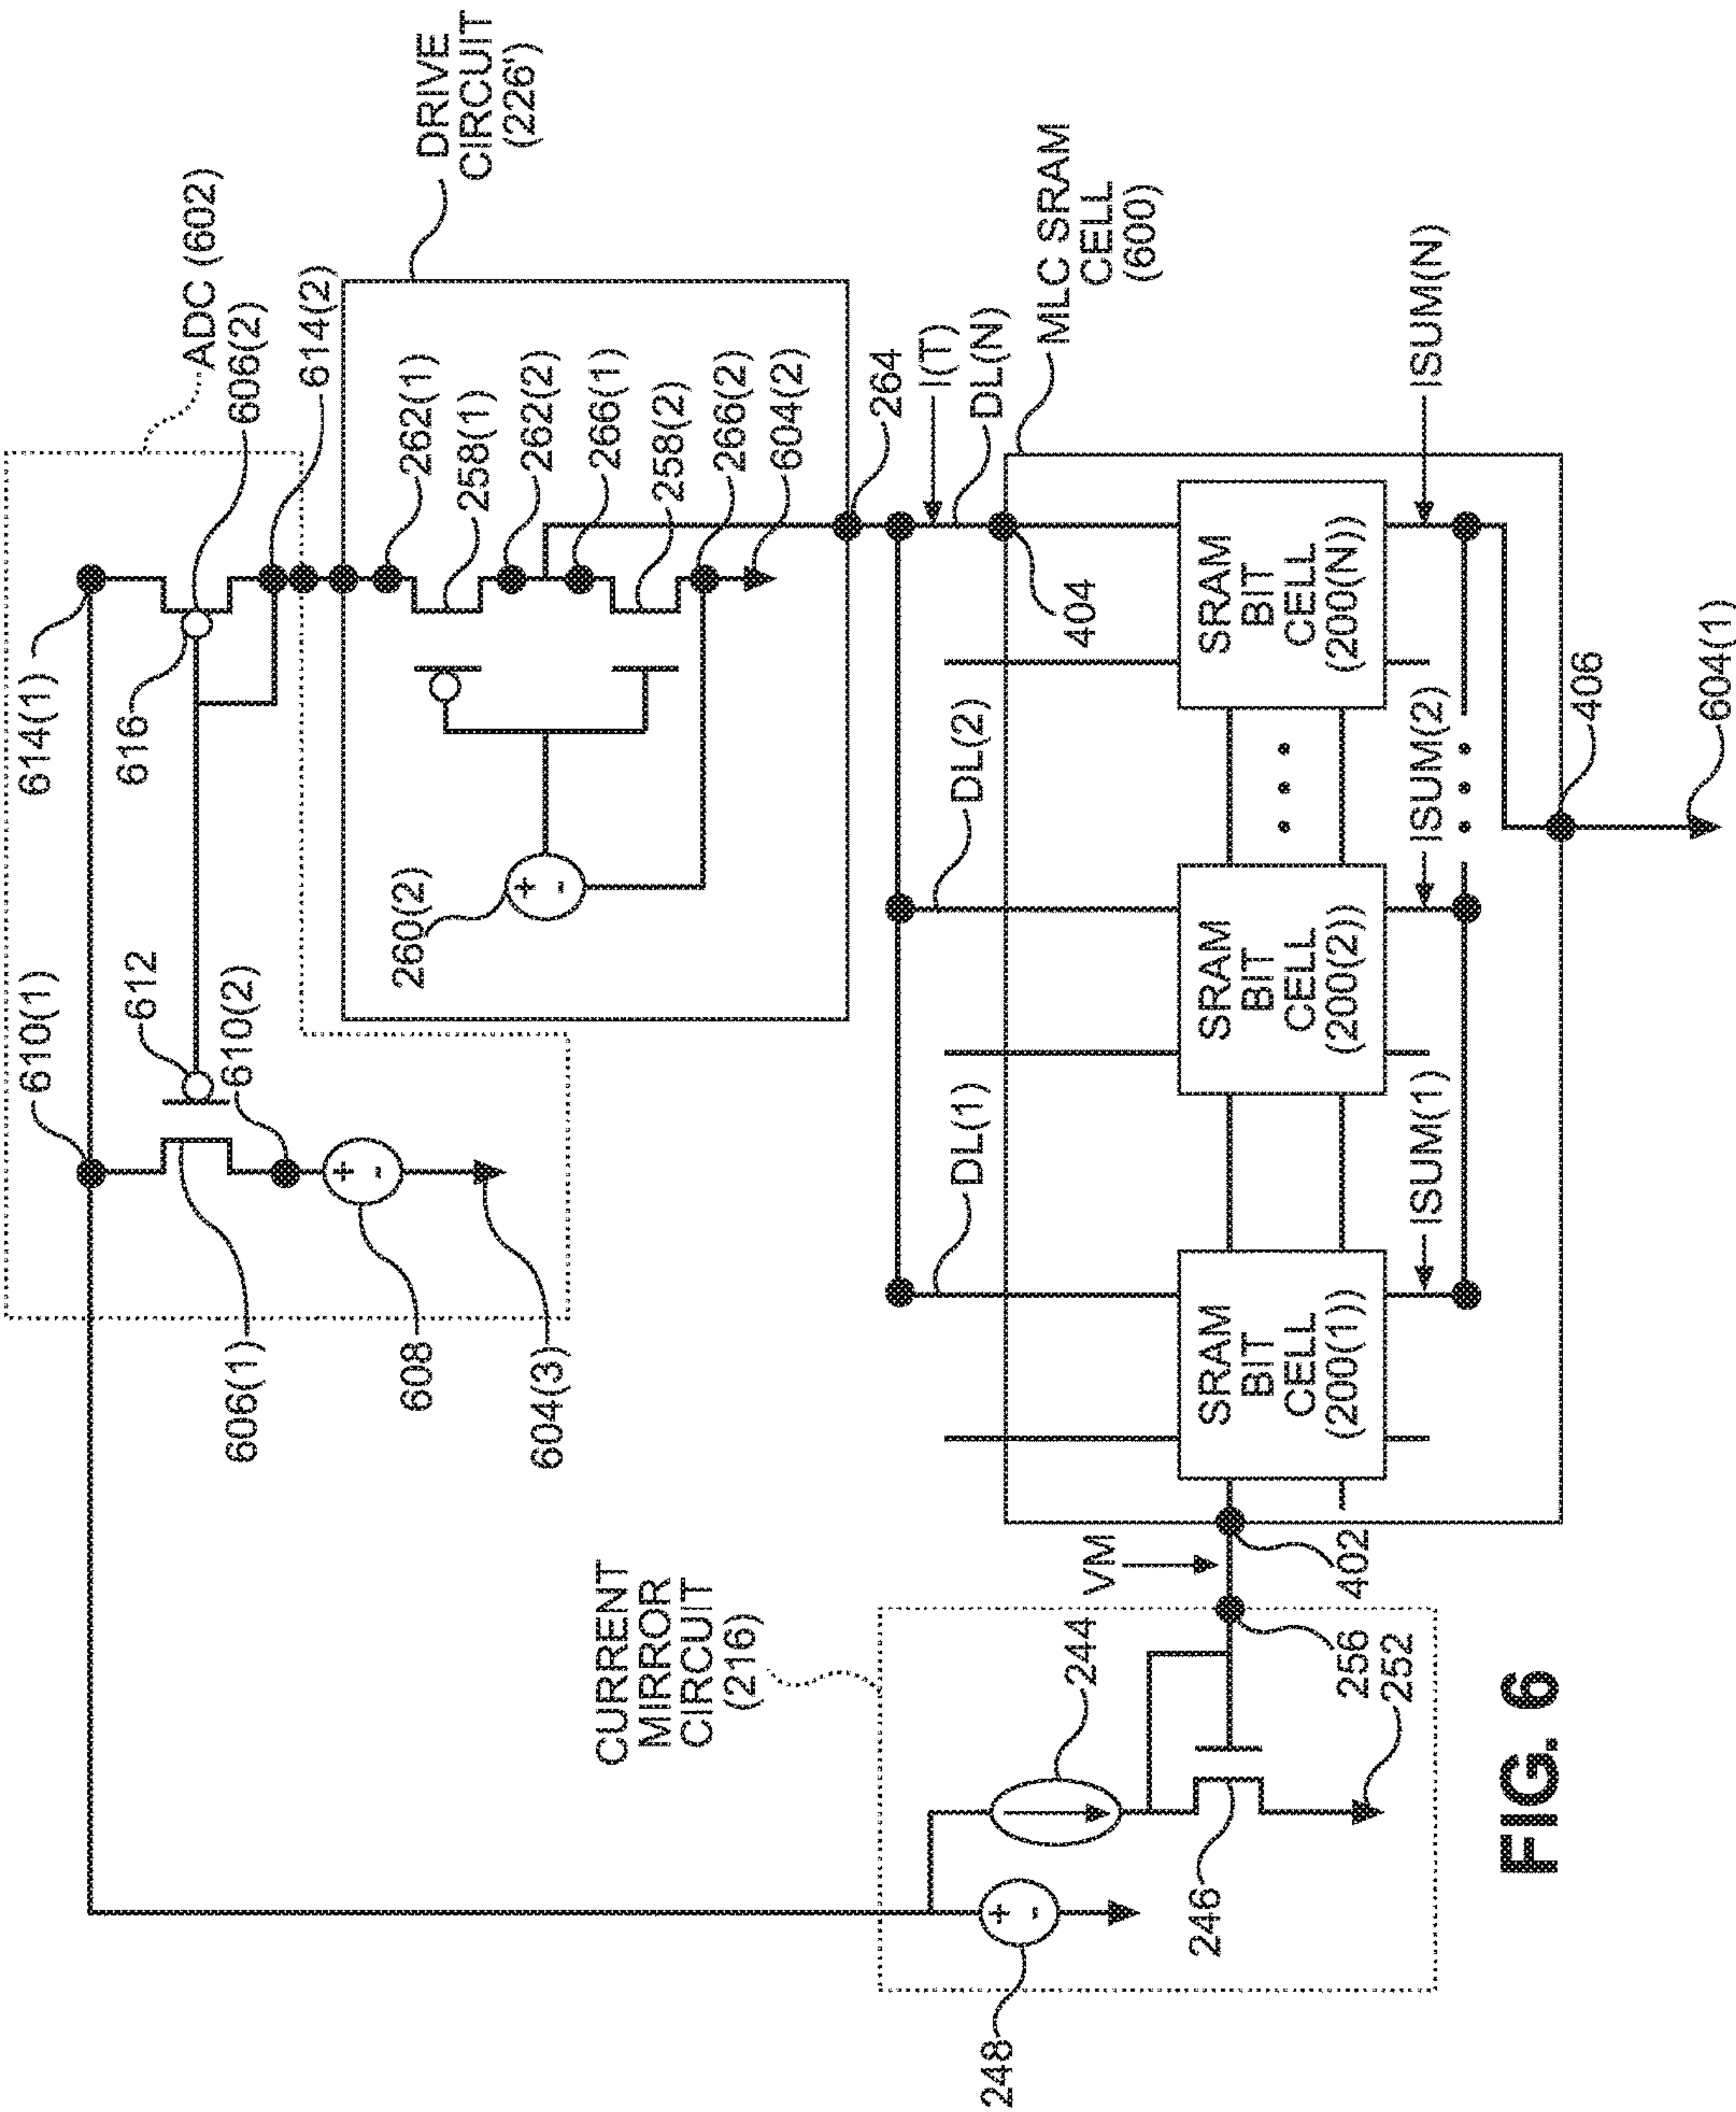 614(1)
616
ADC (602)
606(2)
614(2)
610(1)
612
610(2)
606(1)
608
604(3)
DRIVE
CIRCUIT
(226')
262(1)
258(1)
262(2)
266(1)
258(2)
266(2)
604(2)
260(2)
+
-
+
-
264
I(T)
DL(N)
DL(2)
DL(1)
404
MLC SRAM
CELL
(600)
CURRENT
MIRROR
CIRCUIT
(216)
244
VM
402
256
252
246
248
+
-
SRAM
BIT
CELL
(200(1))
SRAM
BIT
CELL
(200(2))
SRAM
BIT
CELL
(200(N))
ISUM(1)
ISUM(2)
ISUM(N)
406
604(1)
FIG. 6